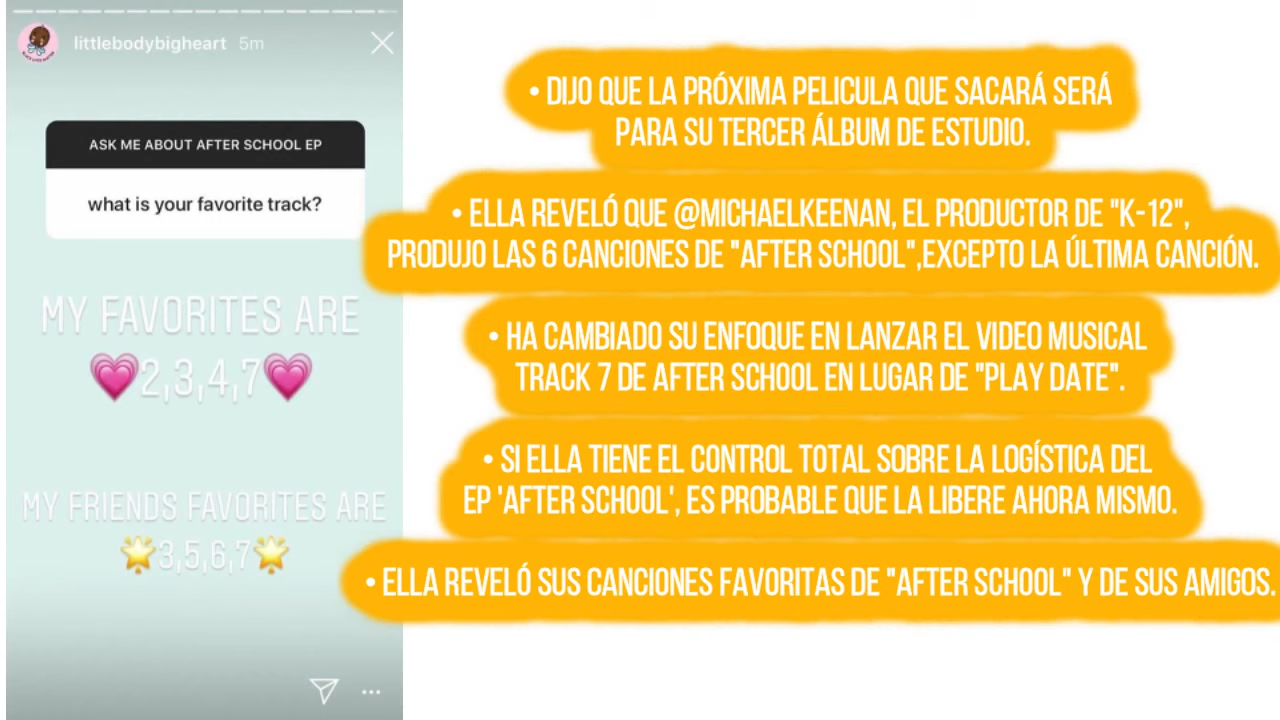 littlebodybigheart 5m
ASK ME ABOUT AFTER SCHOOL EP
what is your favorite track?
MY FAVORITES ARE
💗2,3,4,7💗
MY FRIENDS FAVORITES ARE
🌟3,5,6,7🌟
• DIJO QUE LA PRÓXIMA PELICULA QUE SACARÁ SERÁ
PARA SU TERCER ÁLBUM DE ESTUDIO.
• ELLA REVELÓ QUE @MICHAELKEENAN, EL PRODUCTOR DE "K-12",
PRODUJO LAS 6 CANCIONES DE "AFTER SCHOOL",EXCEPTO LA ÚLTIMA CANCIÓN.
• HA CAMBIADO SU ENFOQUE EN LANZAR EL VIDEO MUSICAL
TRACK 7 DE AFTER SCHOOL EN LUGAR DE "PLAY DATE".
• SI ELLA TIENE EL CONTROL TOTAL SOBRE LA LOGÍSTICA DEL
EP 'AFTER SCHOOL', ES PROBABLE QUE LA LIBERE AHORA MISMO.
• ELLA REVELÓ SUS CANCIONES FAVORITAS DE "AFTER SCHOOL" Y DE SUS AMIGOS.